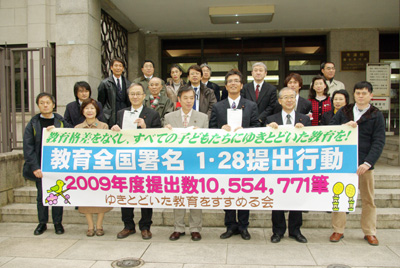 教育格差をなくし、すべての子どもたちにゆきとどいた教育を!
教育全国署名 1・28提出行動
2009年度提出数10,554,771筆
ゆきとどいた教育をすすめる会